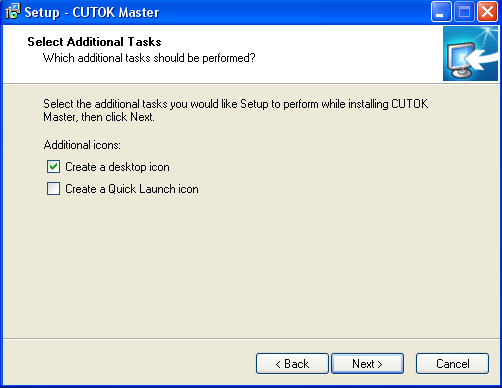 Setup - CUTOK Master
Select Additional Tasks
Which additional tasks should be performed?
Select the additional tasks you would like Setup to perform while installing CUTOK
Master, then click Next.
Additional icons:
Create a desktop icon
Create a Quick Launch icon
< Back
Next >
Cancel